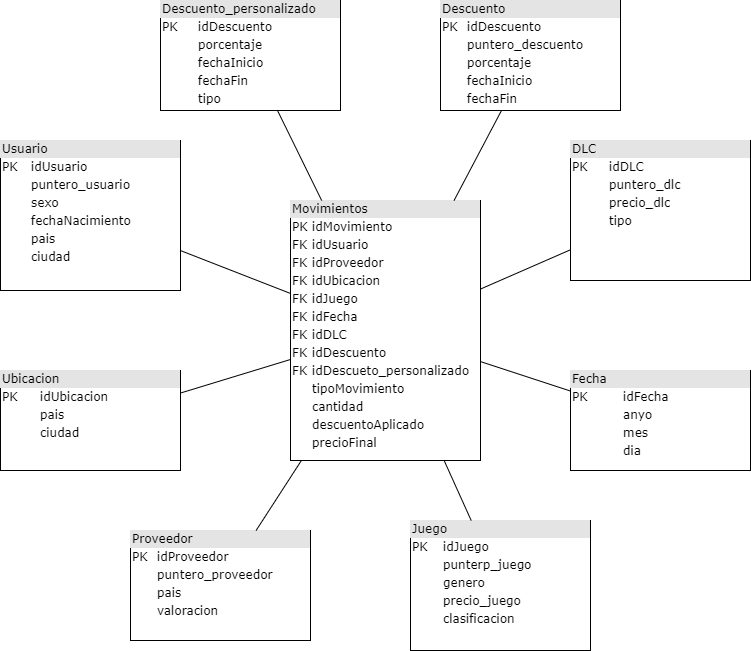 Descuento_personalizado
PK idDescuento
porcentaje
fechaInicio
fechaFin
tipo
Descuento
PK idDescuento
puntero_descuento
porcentaje
fechaInicio
fechaFin
Usuario
PK idUsuario
puntero_usuario
sexo
fechaNacimiento
pais
ciudad
DLC
PK idDLC
puntero_dlc
precio_dlc
tipo
Movimientos
PK idMovimiento
FK idUsuario
FK idProveedor
FK idUbicacion
FK idJuego
FK idFecha
FK idDLC
FK idDescuento
FK idDescueto_personalizado
tipoMovimiento
cantidad
descuentoAplicado
precioFinal
Ubicacion
PK idUbicacion
pais
ciudad
Fecha
PK idFecha
anyo
mes
dia
Proveedor
PK idProveedor
puntero_proveedor
pais
valoracion
Juego
PK idJuego
punterp_juego
genero
precio_juego
clasificacion